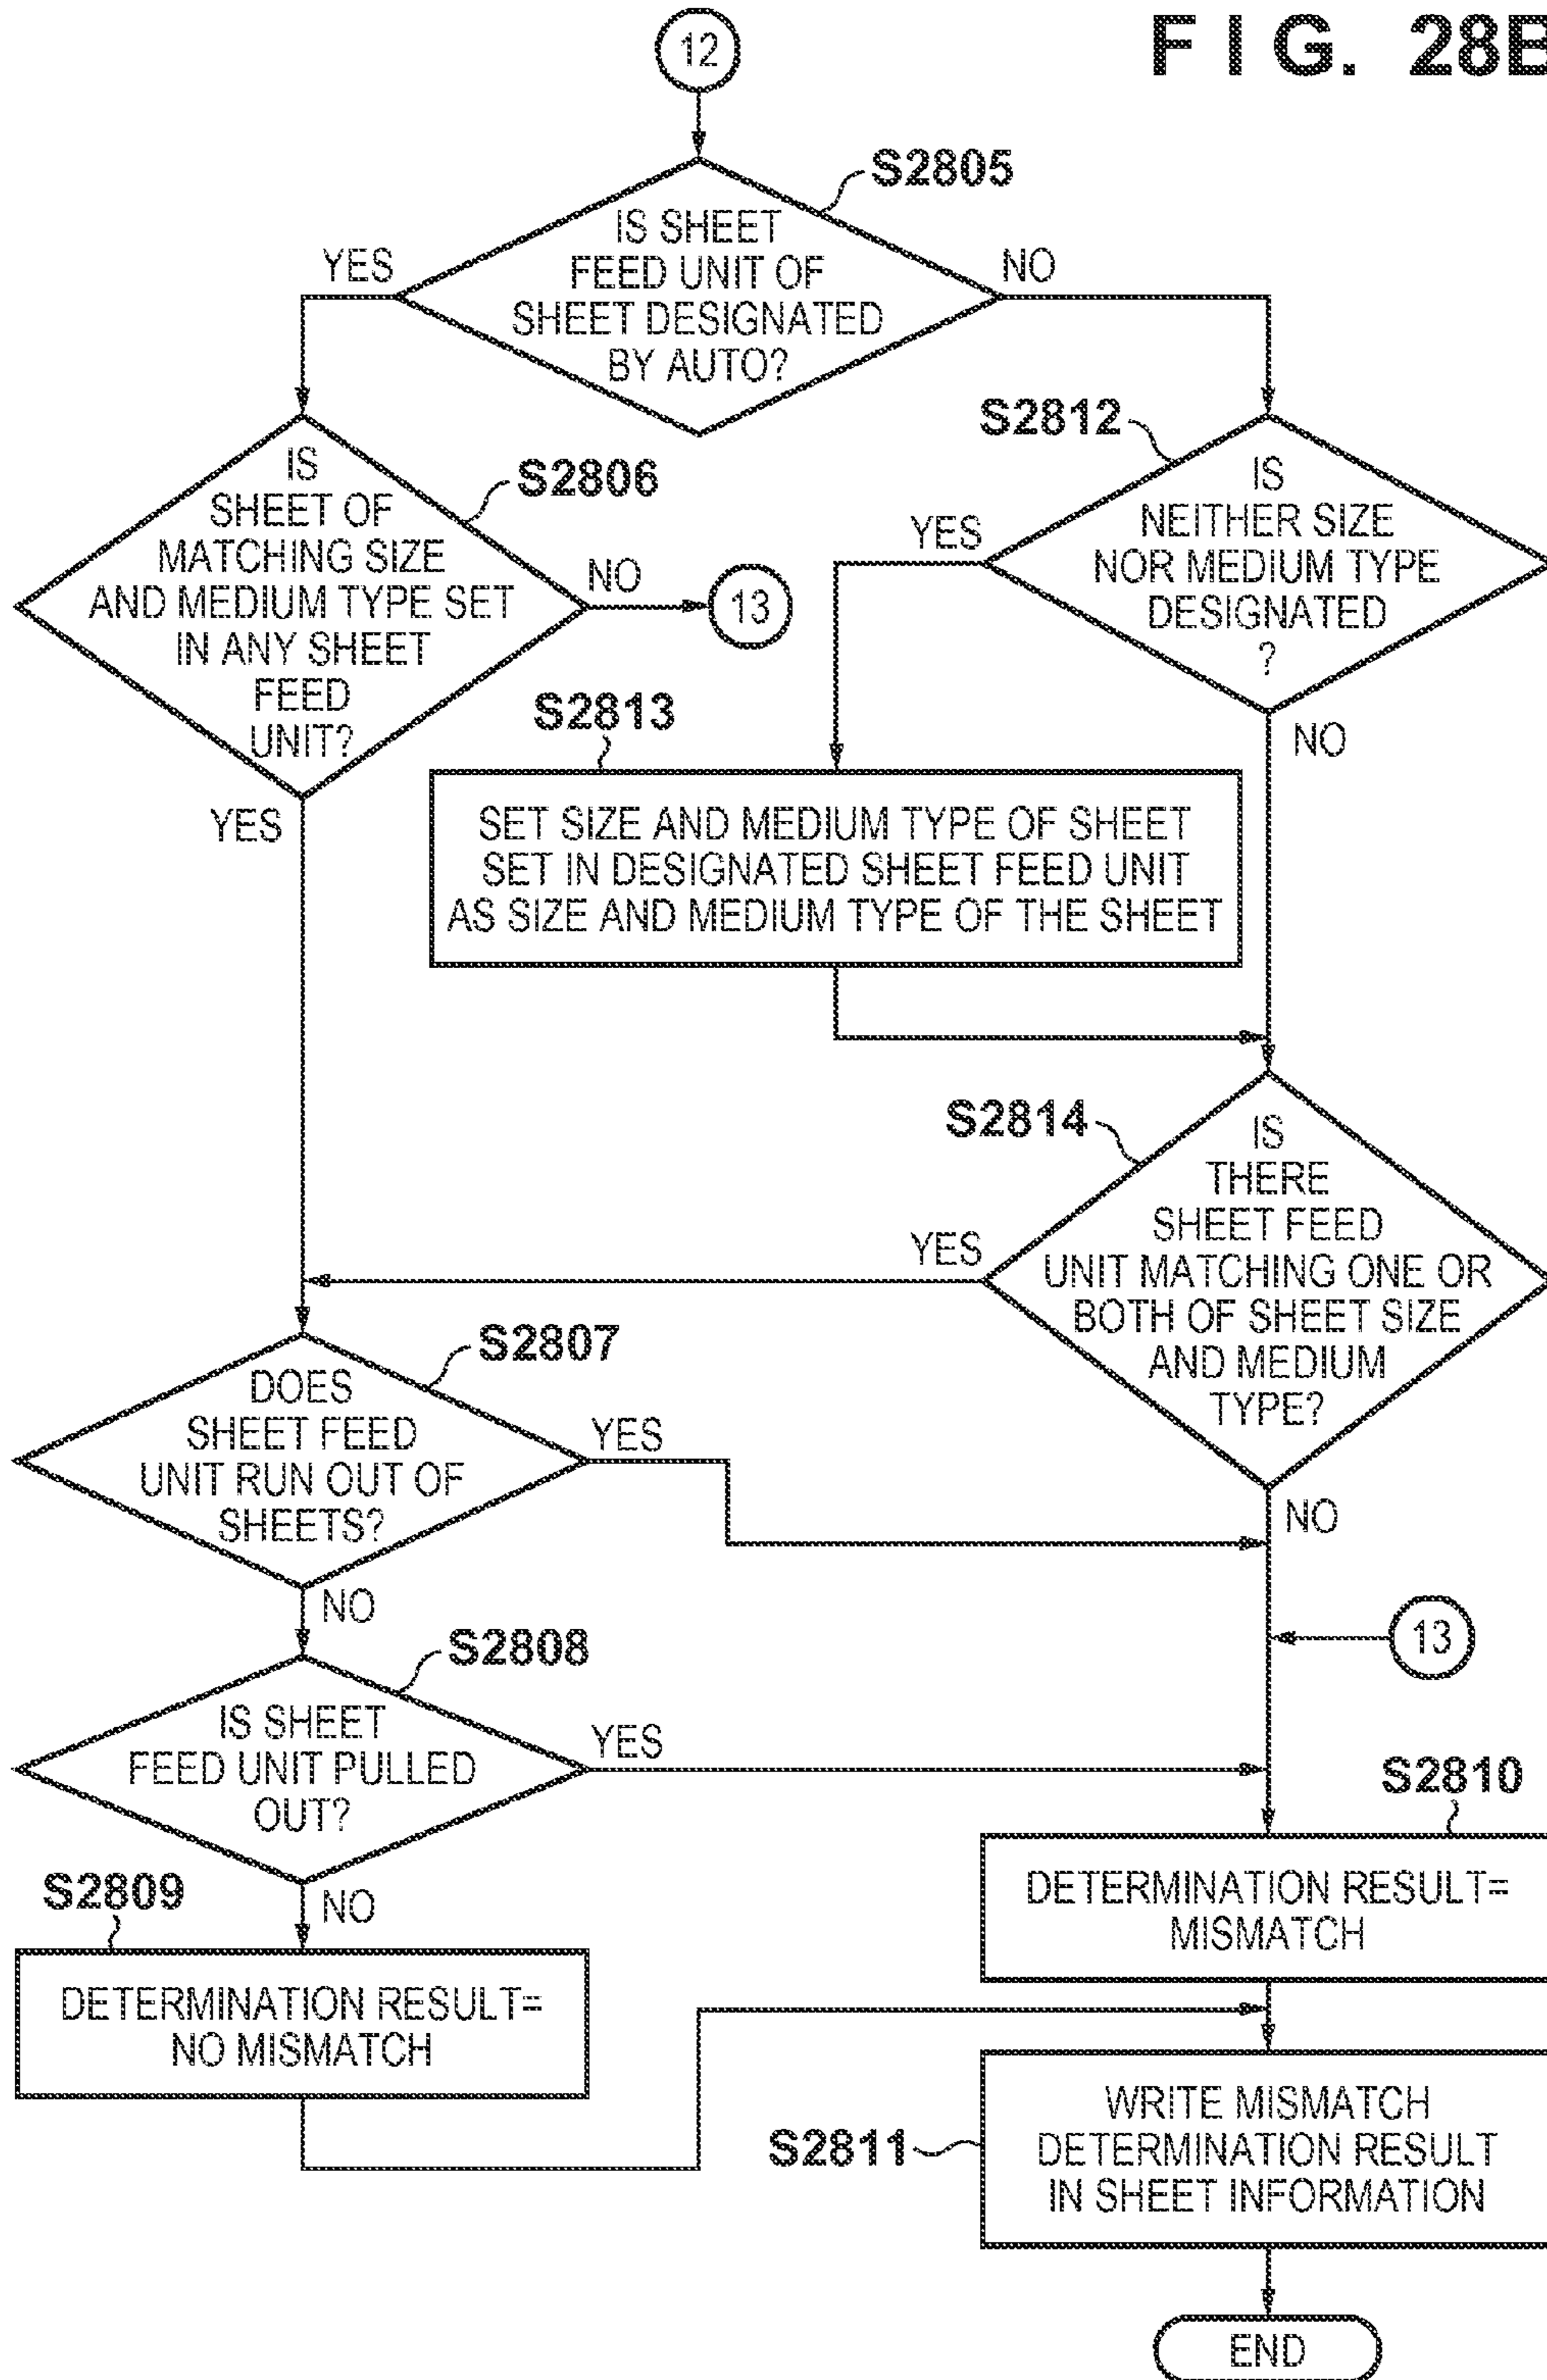 FIG. 28B
12
S2805
IS SHEET
FEED UNIT OF
SHEET DESIGNATED
BY AUTO?
YES
NO
S2806
IS
SHEET OF
MATCHING SIZE
AND MEDIUM TYPE SET
IN ANY SHEET
FEED
UNIT?
NO
13
YES
S2812
IS
NEITHER SIZE
NOR MEDIUM TYPE
DESIGNATED
?
YES
NO
S2813
SET SIZE AND MEDIUM TYPE OF SHEET
SET IN DESIGNATED SHEET FEED UNIT
AS SIZE AND MEDIUM TYPE OF THE SHEET
S2814
IS
THERE
SHEET FEED
UNIT MATCHING ONE OR
BOTH OF SHEET SIZE
AND MEDIUM
TYPE?
YES
NO
S2807
DOES
SHEET FEED
UNIT RUN OUT OF
SHEETS?
YES
NO
13
S2808
IS SHEET
FEED UNIT PULLED
OUT?
YES
NO
S2809
DETERMINATION RESULT=
NO MISMATCH
S2810
DETERMINATION RESULT=
MISMATCH
S2811
WRITE MISMATCH
DETERMINATION RESULT
IN SHEET INFORMATION
END